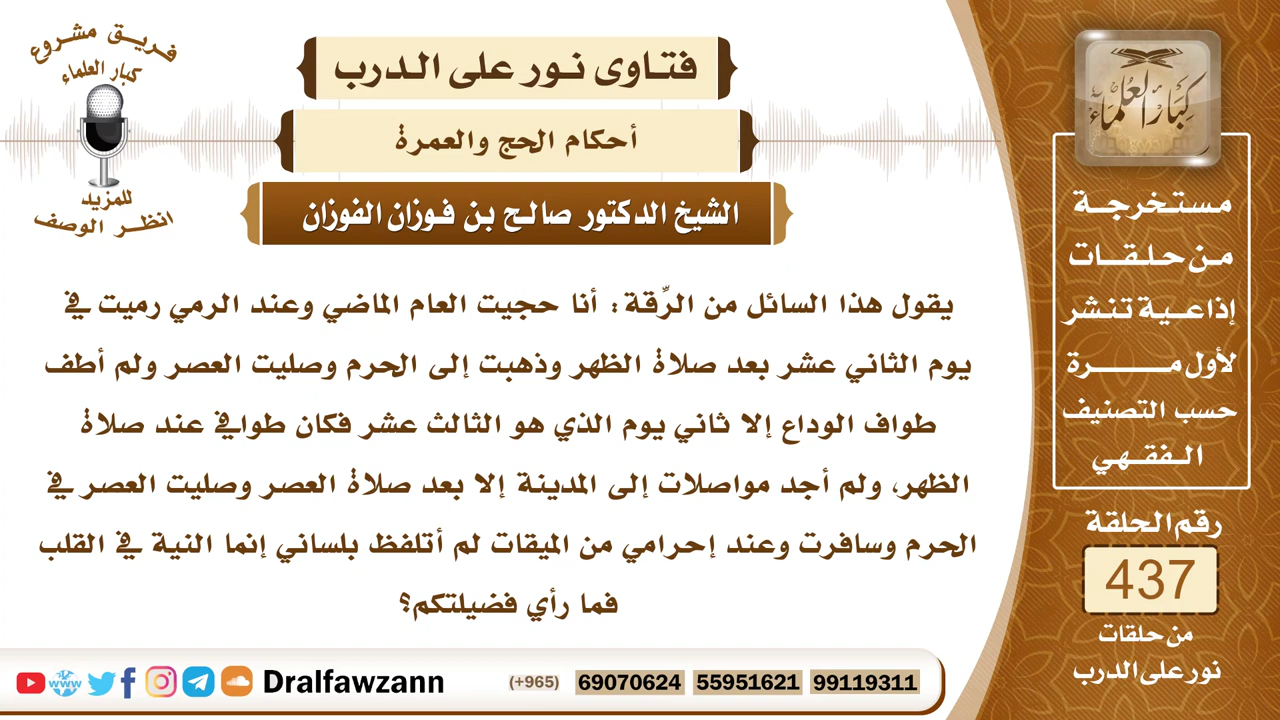 فريق مشروع
كبار العلماء
للمزيد
انظر الوصف
فتاوى نور على الدرب
أحكام الحج والعمرة
الشيخ الدكتور صالح بن فوزان الفوزان
يقول هذا السائل من الرِّقة : أنا حجيت العام الماضي وعند الرمي رميت في
يوم الثاني عشر بعد صلاة الظهر وذهبت إلى الحرم وصليت العصر ولم أطف
طواف الوداع إلا ثاني يوم الذي هو الثالث عشر فكان طوافي عند صلاة
الظهر، ولم أجد مواصلات إلى المدينة إلا بعد صلاة العصر وصليت العصر في
الحرم وسافرت وعند إحرامي من الميقات لم أتلفظ بلساني إنما النية في القلب
فما رأي فضيلتكم؟
كبار العلماء
مستخرجة
من حلقات
إذاعية تنشر
لأول مرة
حسب التصنيف
الفقهي
رقم الحلقة
437
من حلقات
نور على الدرب
Dralfawzann (+965) 69070624 55951621 99119311
www